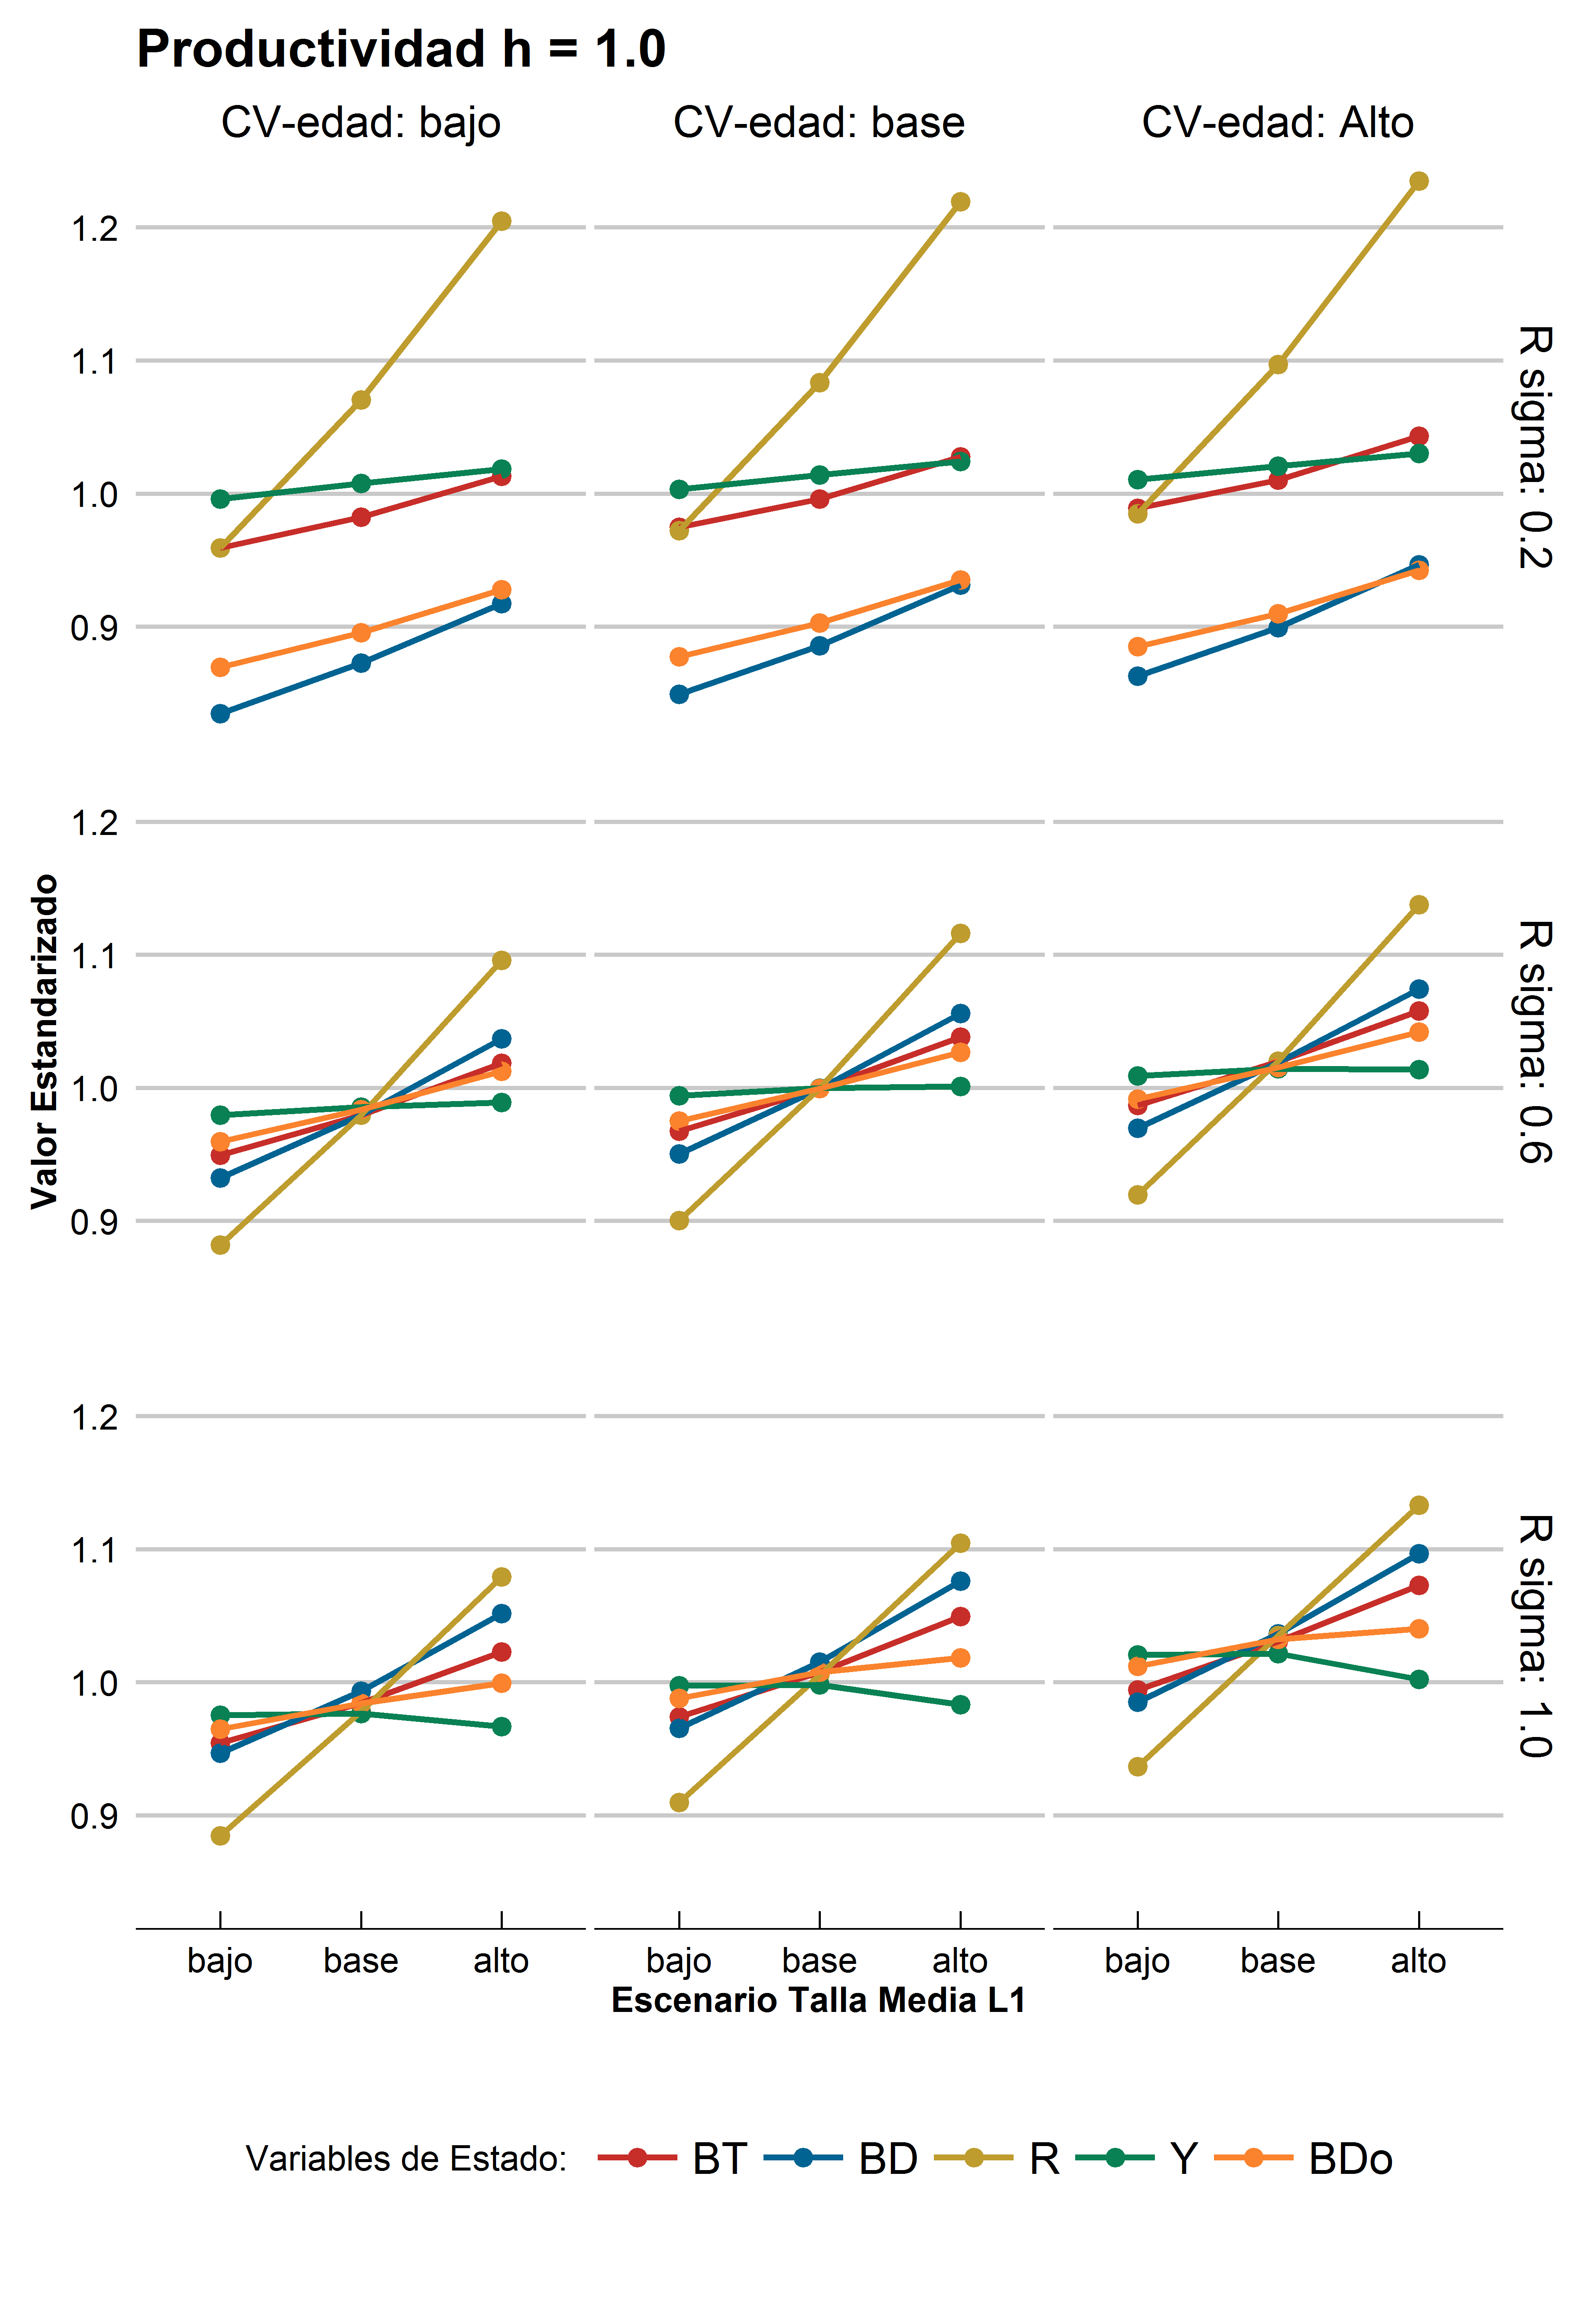 Productividad h = 1.0
CV-edad: bajo
CV-edad: base
CV-edad: Alto
1.2
1.1
1.0
0.9
R sigma: 0.2
1.2
1.1
1.0
0.9
R sigma: 0.6
1.2
1.1
1.0
0.9
R sigma: 1.0
Valor Estandarizado
bajo base alto
bajo base alto
bajo base alto
Escenario Talla Media L1
Variables de Estado: BT BD R Y BDo